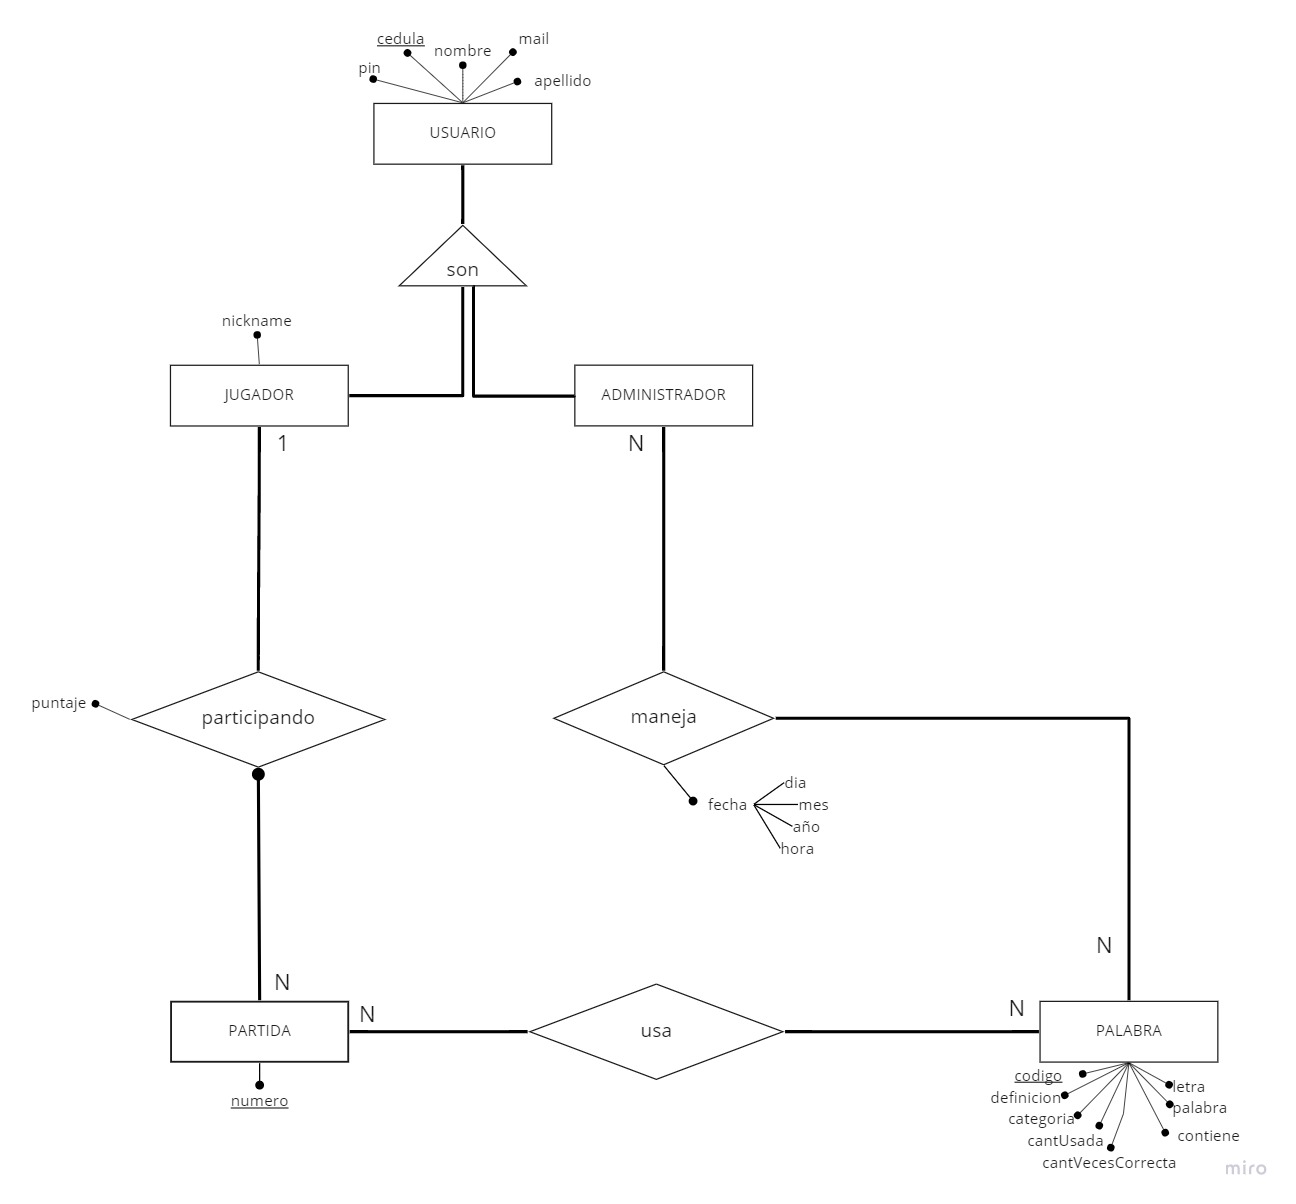 cedula
nombre
mail
pin
apellido
USUARIO
son
nickname
JUGADOR
ADMINISTRADOR
1
N
puntaje
participando
maneja
fecha
dia
mes
año
hora
N
N
N
N
PARTIDA
usa
PALABRA
numero
codigo
definicion
categoria
cantUsada
cantVecesCorrecta
letra
palabra
contiene
miro